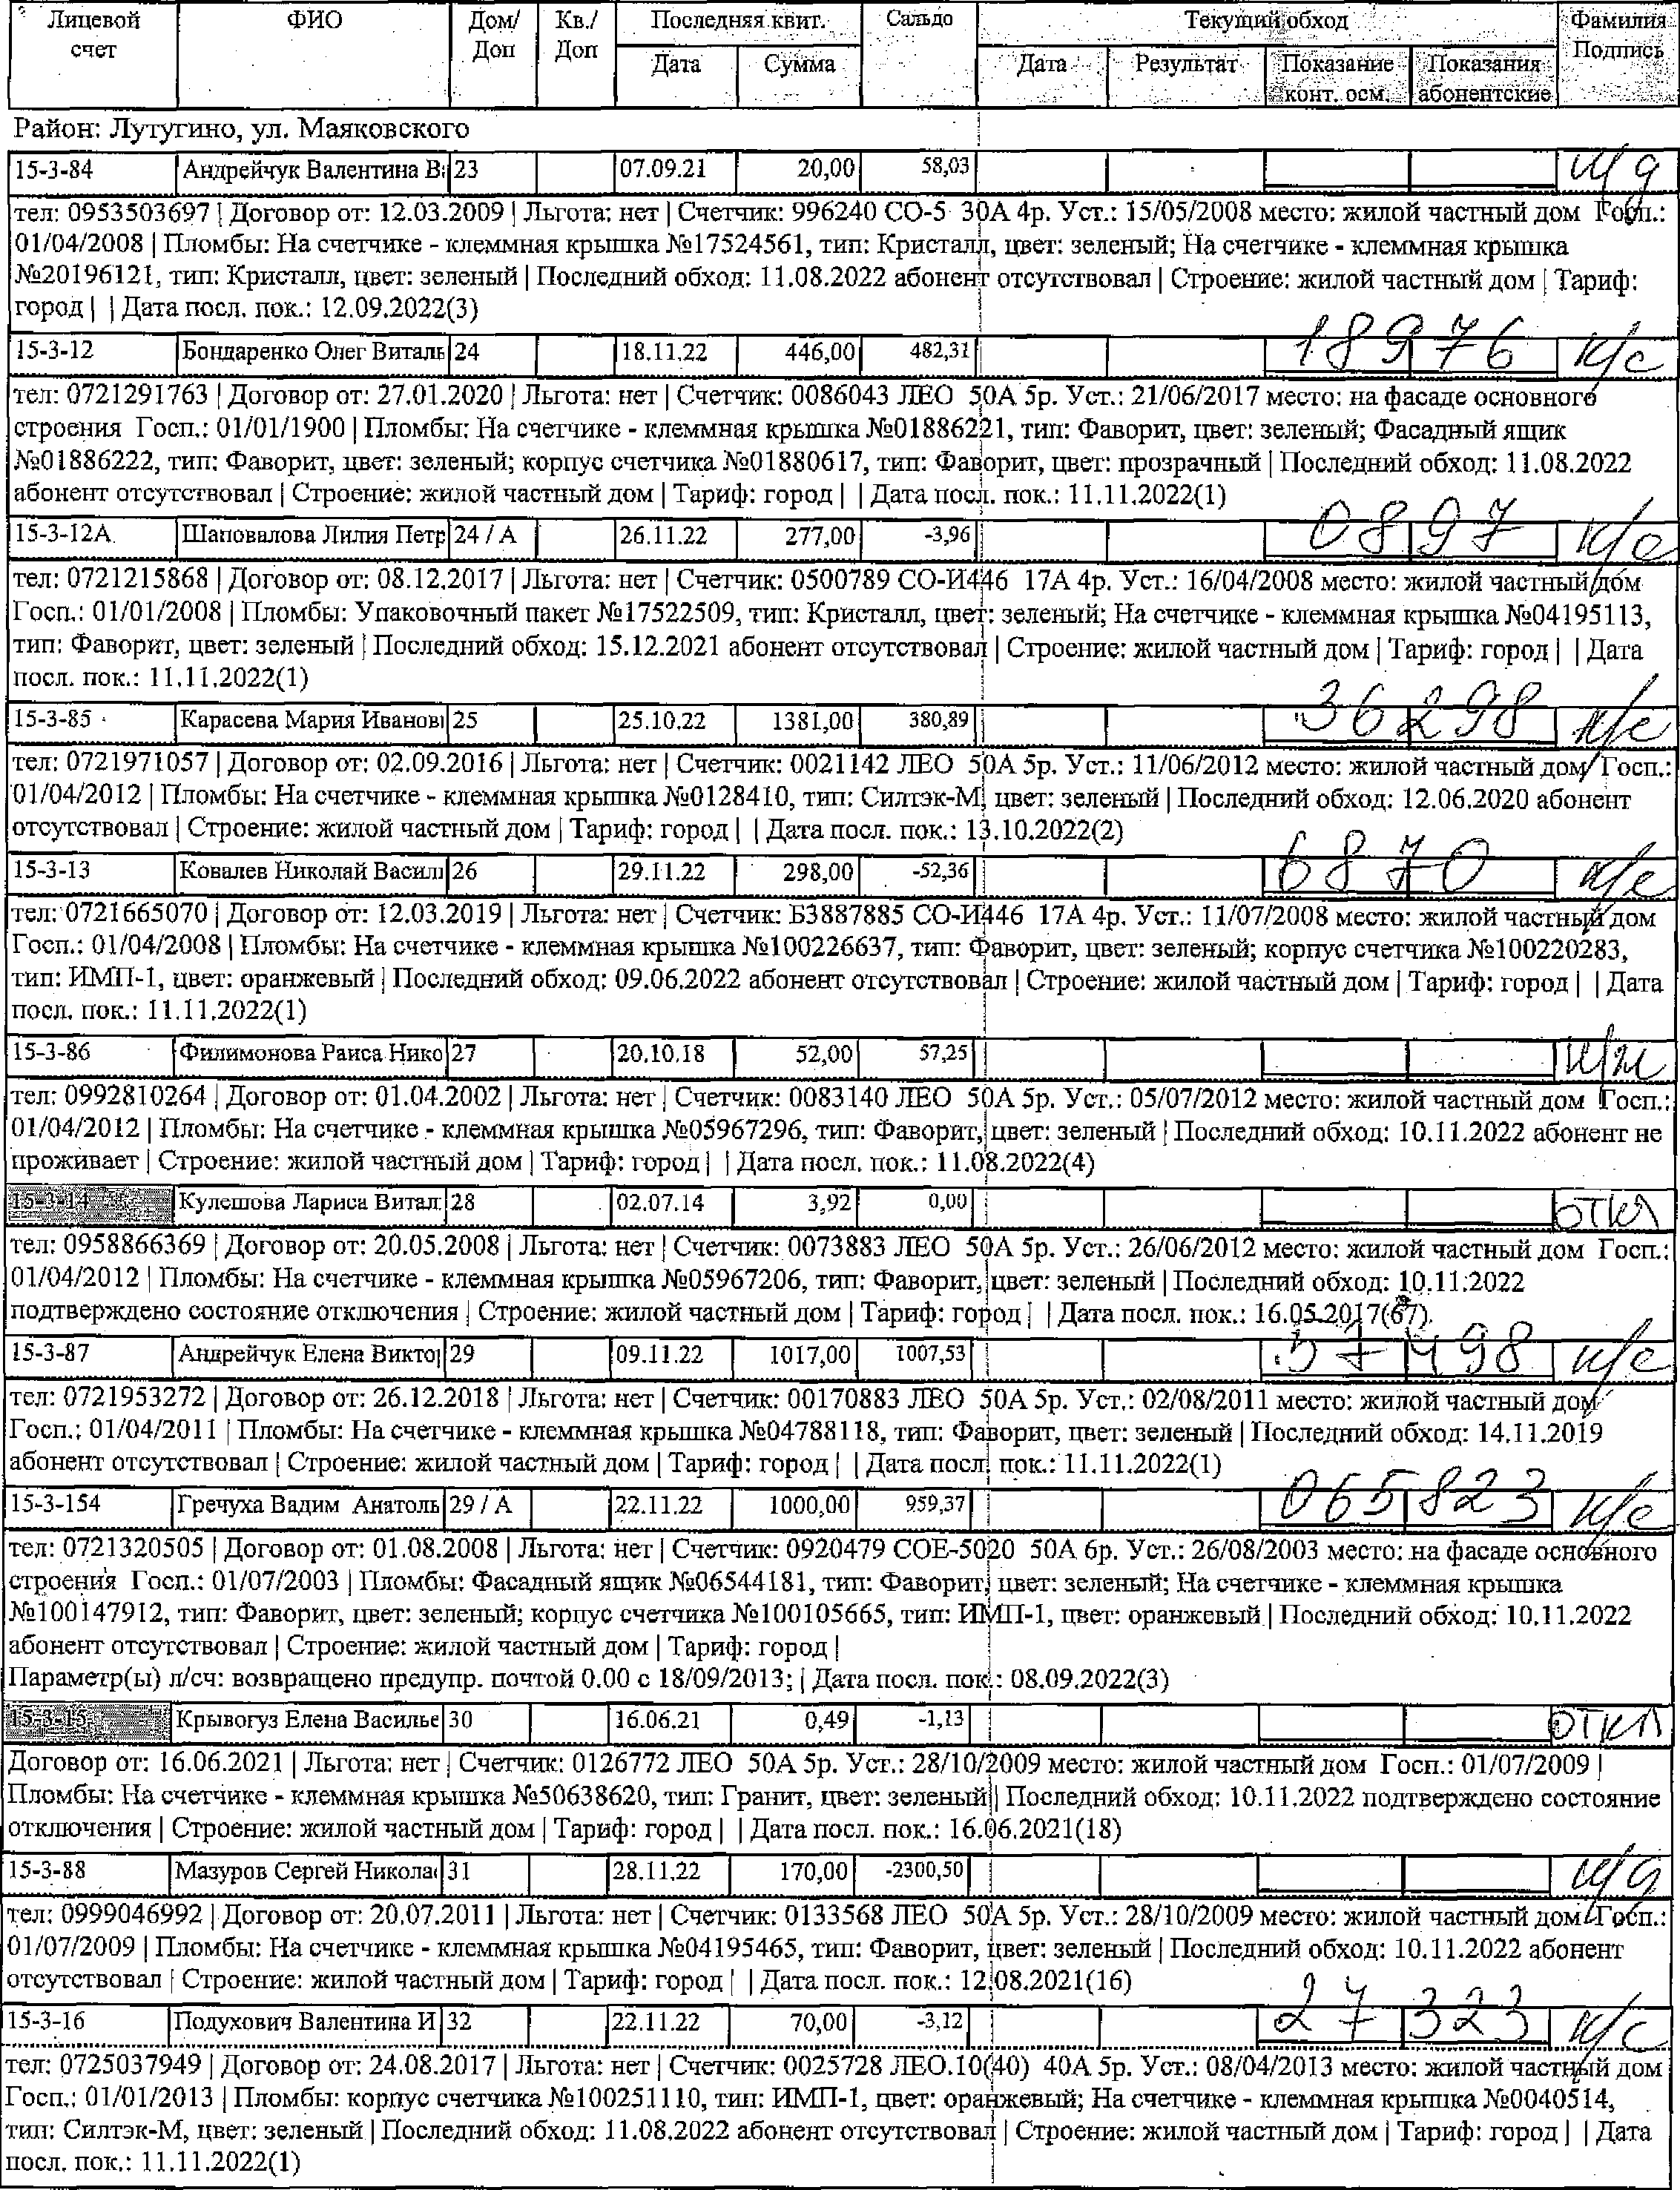 Лицевой счет ФИО Дом/Доп Кв./Доп Последняя квит. Сальдо Текущий обход Фамилия Подпись
Дата Сумма Дата Результат Показание конт. осм. Показания абонентские
Район: Лутугино, ул. Маяковского
15-3-84 Андрейчук Валентина В 23 07.09.21 20,00 58,03
тел: 0953503697 | Договор от: 12.03.2009 | Льгота: нет | Счетчик: 996240 СО-5 30А 4р. Уст.: 15/05/2008 место: жилой частный дом Госп.:
01/04/2008 | Пломбы: На счетчике - клеммная крышка №17524561, тип: Кристалл, цвет: зеленый; На счетчике - клеммная крышка
№20196121, тип: Кристалл, цвет: зеленый | Последний обход: 11.08.2022 абонент отсутствовал | Строение: жилой частный дом | Тариф:
город | | Дата посл. пок.: 12.09.2022(3)
15-3-12 Бондаренко Олег Виталь 24 18.11.22 446,00 482,31 18976 к/с
тел: 0721291763 | Договор от: 27.01.2020 | Льгота: нет | Счетчик: 0086043 ЛЕО 50А 5р. Уст.: 21/06/2017 место: на фасаде основного
строения Госп.: 01/01/1900 | Пломбы: На счетчике - клеммная крышка №01886221, тип: Фаворит, цвет: зеленый; Фасадный ящик
№01886222, тип: Фаворит, цвет: зеленый; корпус счетчика №01880617, тип: Фаворит, цвет: прозрачный | Последний обход: 11.08.2022
абонент отсутствовал | Строение: жилой частный дом | Тариф: город | | Дата посл. пок.: 11.11.2022(1)
15-3-12А Шаповалова Лилия Петр 24 / А 26.11.22 277,00 -3,96 0897 к/с
тел: 0721215868 | Договор от: 08.12.2017 | Льгота: нет | Счетчик: 0500789 СО-И446 17А 4р. Уст.: 16/04/2008 место: жилой частный дом
Госп.: 01/01/2008 | Пломбы: Упаковочный пакет №17522509, тип: Кристалл, цвет: зеленый; На счетчике - клеммная крышка №04195113,
тип: Фаворит, цвет: зеленый | Последний обход: 15.12.2021 абонент отсутствовал | Строение: жилой частный дом | Тариф: город | | Дата
посл. пок.: 11.11.2022(1)
15-3-85 Карасева Мария Иванов 25 25.10.22 1381,00 380,89 36298 к/с
тел: 0721971057 | Договор от: 02.09.2016 | Льгота: нет | Счетчик: 0021142 ЛЕО 50А 5р. Уст.: 11/06/2012 место: жилой частный дом Госп.:
01/04/2012 | Пломбы: На счетчике - клеммная крышка №0128410, тип: Силтэк-М, цвет: зеленый | Последний обход: 12.06.2020 абонент
отсутствовал | Строение: жилой частный дом | Тариф: город | | Дата посл. пок.: 13.10.2022(2)
15-3-13 Ковалев Николай Васил 26 29.11.22 298,00 -52,36 6870 к/с
тел: 0721665070 | Договор от: 12.03.2019 | Льгота: нет | Счетчик: Б3887885 СО-И446 17А 4р. Уст.: 11/07/2008 место: жилой частный дом
Госп.: 01/04/2008 | Пломбы: На счетчике - клеммная крышка №100226637, тип: Фаворит, цвет: зеленый; корпус счетчика №100220283,
тип: ИМП-1, цвет: оранжевый | Последний обход: 09.06.2022 абонент отсутствовал | Строение: жилой частный дом | Тариф: город | | Дата
посл. пок.: 11.11.2022(1)
15-3-86 Филимонова Раиса Нико 27 20.10.18 52,00 57,25
тел: 0992810264 | Договор от: 01.04.2002 | Льгота: нет | Счетчик: 0083140 ЛЕО 50А 5р. Уст.: 05/07/2012 место: жилой частный дом Госп.:
01/04/2012 | Пломбы: На счетчике - клеммная крышка №05967296, тип: Фаворит, цвет: зеленый | Последний обход: 10.11.2022 абонент не
проживает | Строение: жилой частный дом | Тариф: город | | Дата посл. пок.: 11.08.2022(4)
15-3-14 Кулешова Лариса Витал 28 02.07.14 3,92 0,00 откл
тел: 0958866369 | Договор от: 20.05.2008 | Льгота: нет | Счетчик: 0073883 ЛЕО 50А 5р. Уст.: 26/06/2012 место: жилой частный дом Госп.:
01/04/2012 | Пломбы: На счетчике - клеммная крышка №05967206, тип: Фаворит, цвет: зеленый | Последний обход: 10.11.2022
подтверждено состояние отключения | Строение: жилой частный дом | Тариф: город | | Дата посл. пок.: 16.05.2017(67)
15-3-87 Андрейчук Елена Викто 29 09.11.22 1017,00 1007,53 57498 к/с
тел: 0721953272 | Договор от: 26.12.2018 | Льгота: нет | Счетчик: 00170883 ЛЕО 50А 5р. Уст.: 02/08/2011 место: жилой частный дом
Госп.: 01/04/2011 | Пломбы: На счетчике - клеммная крышка №04788118, тип: Фаворит, цвет: зеленый | Последний обход: 14.11.2019
абонент отсутствовал | Строение: жилой частный дом | Тариф: город | | Дата посл. пок.: 11.11.2022(1)
15-3-154 Гречуха Вадим Анатоль 29 / А 22.11.22 1000,00 959,37 065823 к/с
тел: 0721320505 | Договор от: 01.08.2008 | Льгота: нет | Счетчик: 0920479 СОЕ-5020 50А 6р. Уст.: 26/08/2003 место: на фасаде основного
строения Госп.: 01/07/2003 | Пломбы: Фасадный ящик №06544181, тип: Фаворит, цвет: зеленый; На счетчике - клеммная крышка
№100147912, тип: Фаворит, цвет: зеленый; корпус счетчика №100105665, тип: ИМП-1, цвет: оранжевый | Последний обход: 10.11.2022
абонент отсутствовал | Строение: жилой частный дом | Тариф: город |
Параметр(ы) л/сч: возвращено предупр. почтой 0.00 с 18/09/2013; | Дата посл. пок.: 08.09.2022(3)
15-3-15 Крывогуз Елена Василье 30 16.06.21 0,49 -1,13 откл
Договор от: 16.06.2021 | Льгота: нет | Счетчик: 0126772 ЛЕО 50А 5р. Уст.: 28/10/2009 место: жилой частный дом Госп.: 01/07/2009 |
Пломбы: На счетчике - клеммная крышка №50638620, тип: Гранит, цвет: зеленый | Последний обход: 10.11.2022 подтверждено состояние
отключения | Строение: жилой частный дом | Тариф: город | | Дата посл. пок.: 16.06.2021(18)
15-3-88 Мазуров Сергей Никола 31 28.11.22 170,00 -2300,50
тел: 0999046992 | Договор от: 20.07.2011 | Льгота: нет | Счетчик: 0133568 ЛЕО 50А 5р. Уст.: 28/10/2009 место: жилой частный дом Госп.:
01/07/2009 | Пломбы: На счетчике - клеммная крышка №04195465, тип: Фаворит, цвет: зеленый | Последний обход: 10.11.2022 абонент
отсутствовал | Строение: жилой частный дом | Тариф: город | | Дата посл. пок.: 12.08.2021(16)
15-3-16 Подухович Валентина И 32 22.11.22 70,00 -3,12 27323 к/с
тел: 0725037949 | Договор от: 24.08.2017 | Льгота: нет | Счетчик: 0025728 ЛЕО.10(40) 40А 5р. Уст.: 08/04/2013 место: жилой частный дом
Госп.: 01/01/2013 | Пломбы: корпус счетчика №100251110, тип: ИМП-1, цвет: оранжевый; На счетчике - клеммная крышка №0040514,
тип: Силтэк-М, цвет: зеленый | Последний обход: 11.08.2022 абонент отсутствовал | Строение: жилой частный дом | Тариф: город | | Дата
посл. пок.: 11.11.2022(1)